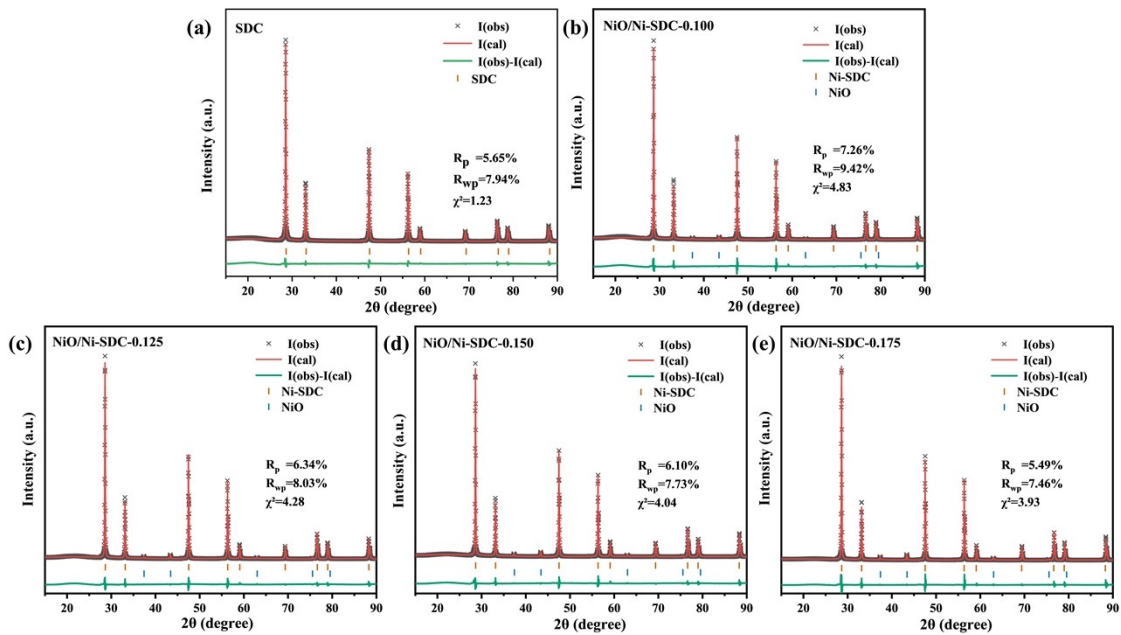 (a)
SDC
I(obs)
I(cal)
I(obs)-I(cal)
SDC
Rp =5.65%
Rwp=7.94%
χ²=1.23
Intensity (a.u.)
20 30 40 50 60 70 80 90
2θ (degree)
(b)
NiO/Ni-SDC-0.100
I(obs)
I(cal)
I(obs)-I(cal)
Ni-SDC
NiO
Rp =7.26%
Rwp=9.42%
χ²=4.83
Intensity (a.u.)
20 30 40 50 60 70 80 90
2θ (degree)
(c)
NiO/Ni-SDC-0.125
I(obs)
I(cal)
I(obs)-I(cal)
Ni-SDC
NiO
Rp =6.34%
Rwp=8.03%
χ²=4.28
Intensity (a.u.)
20 30 40 50 60 70 80 90
2θ (degree)
(d)
NiO/Ni-SDC-0.150
I(obs)
I(cal)
I(obs)-I(cal)
Ni-SDC
NiO
Rp =6.10%
Rwp=7.73%
χ²=4.04
Intensity (a.u.)
20 30 40 50 60 70 80 90
2θ (degree)
(e)
NiO/Ni-SDC-0.175
I(obs)
I(cal)
I(obs)-I(cal)
Ni-SDC
NiO
Rp =5.49%
Rwp=7.46%
χ²=3.93
Intensity (a.u.)
20 30 40 50 60 70 80 90
2θ (degree)